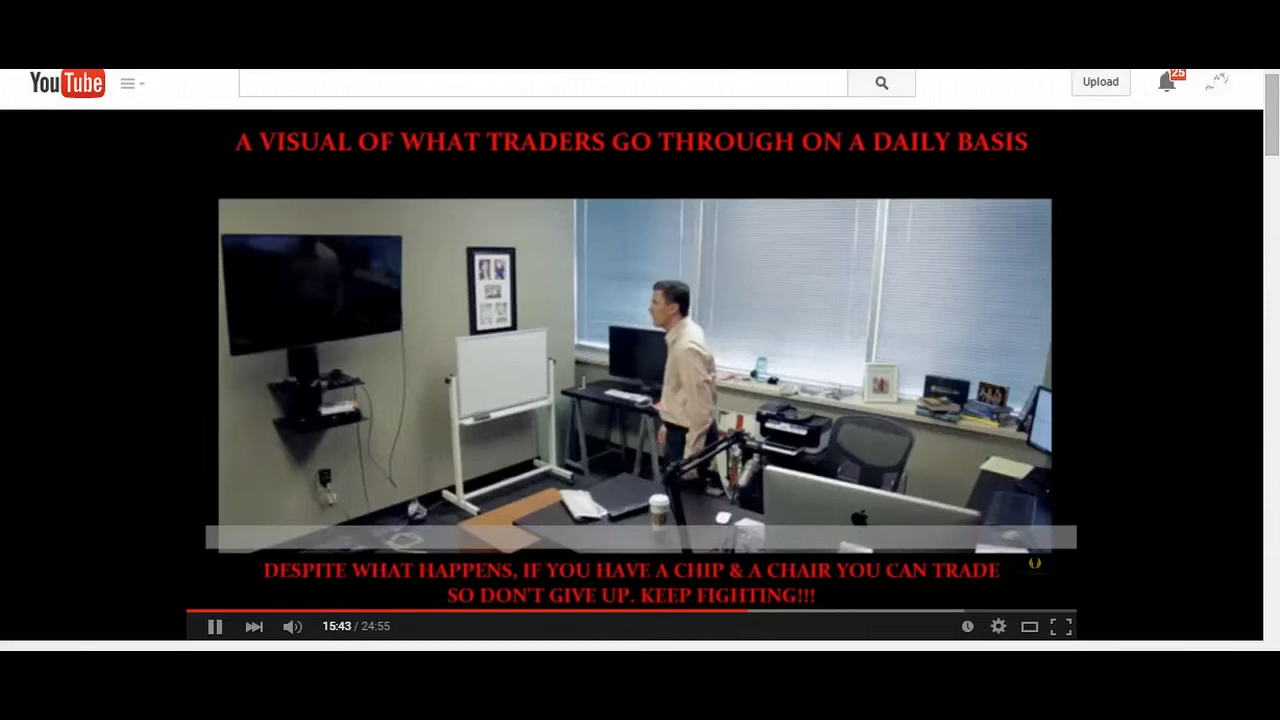 YouTube
Upload
25
A VISUAL OF WHAT TRADERS GO THROUGH ON A DAILY BASIS
DESPITE WHAT HAPPENS, IF YOU HAVE A CHIP & A CHAIR YOU CAN TRADE
SO DON'T GIVE UP. KEEP FIGHTING!!!
15:43 / 24:55